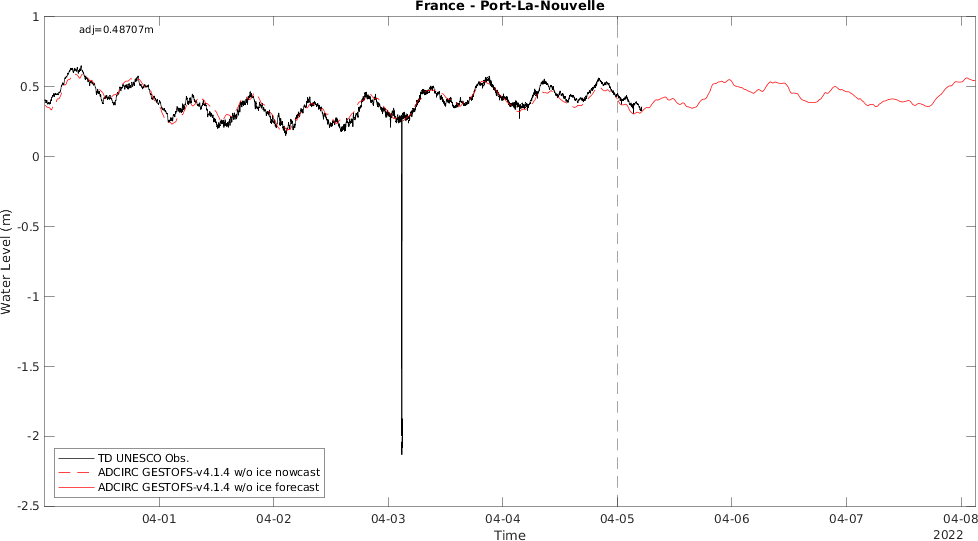 France - Port-La-Nouvelle
adj=0.48707m
1
0.5
0
-0.5
-1
-1.5
-2
-2.5
Water Level (m)
TD UNESCO Obs.
ADCIRC GESTOFS-v4.1.4 w/o ice nowcast
ADCIRC GESTOFS-v4.1.4 w/o ice forecast
04-01 04-02 04-03 04-04 04-05 04-06 04-07 04-08
2022
Time